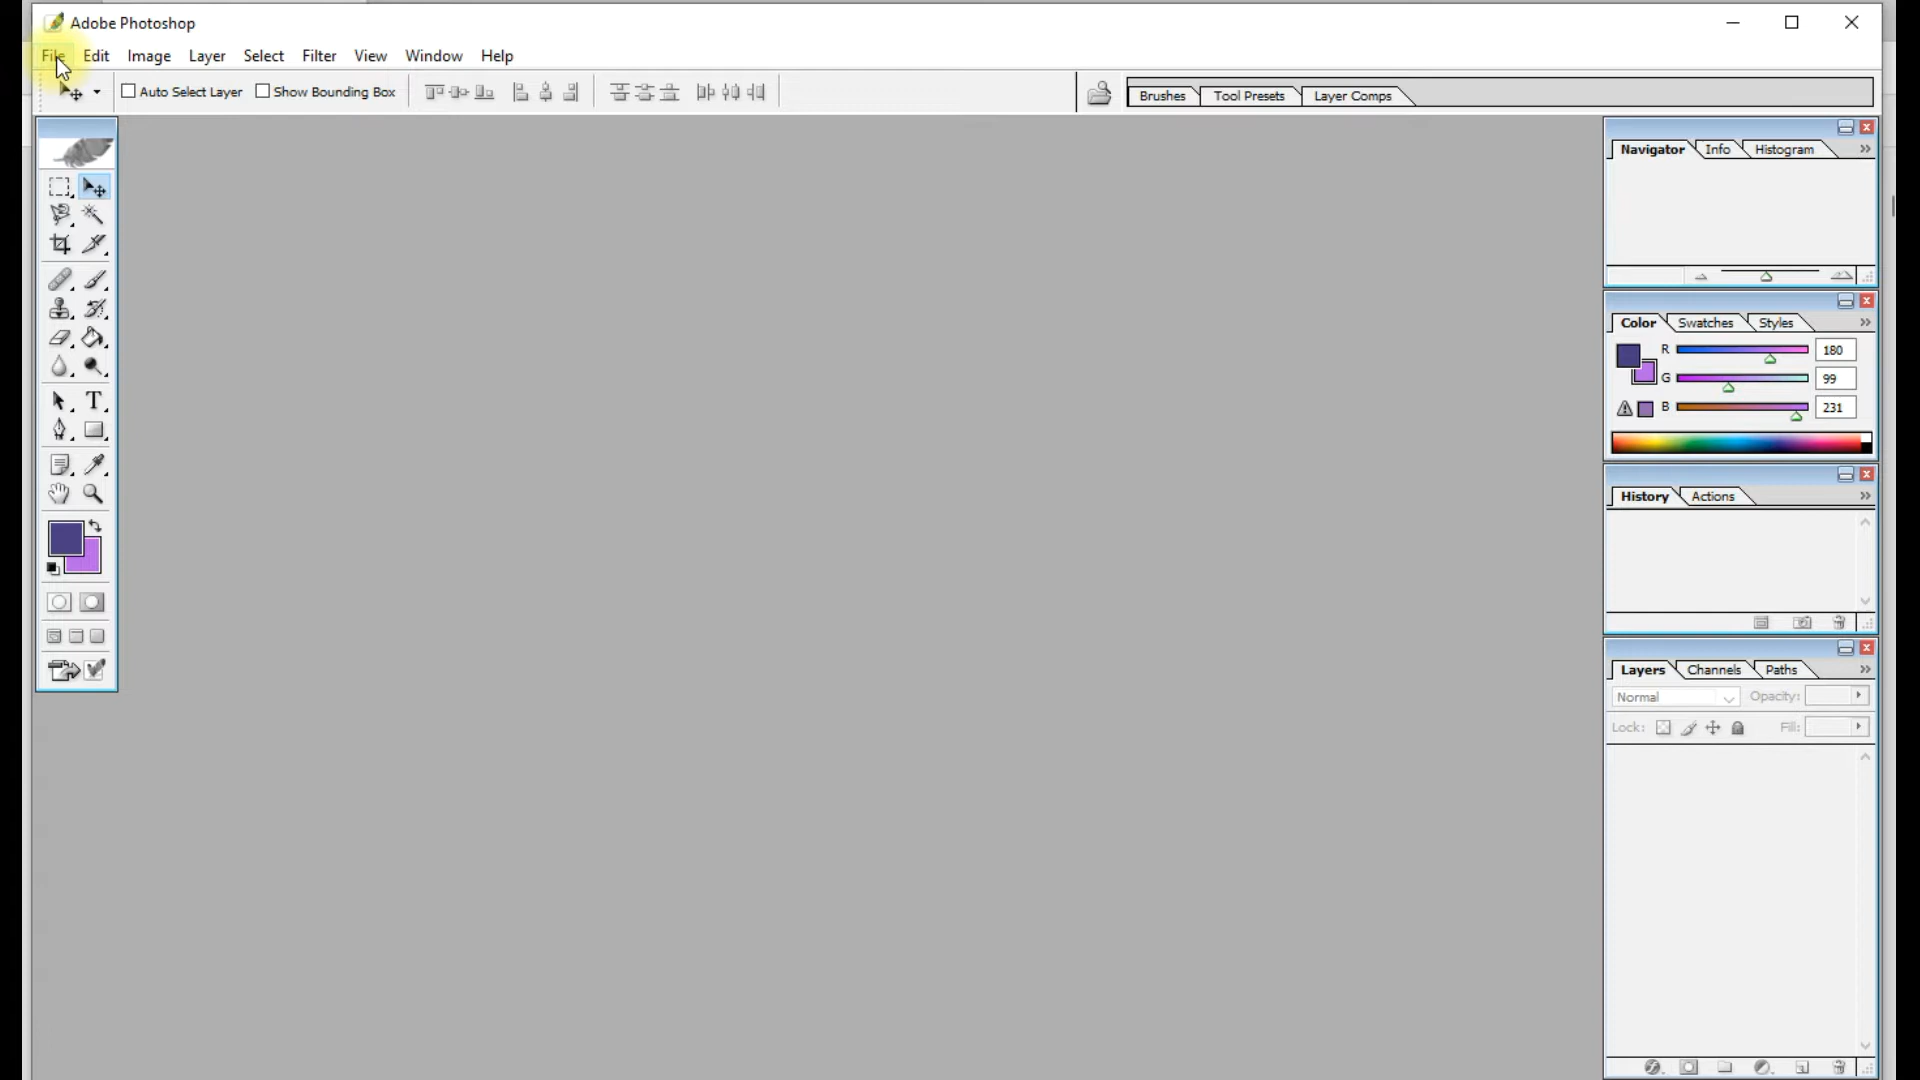 Adobe Photoshop
File Edit Image Layer Select Filter View Window Help
Auto Select Layer Show Bounding Box Brushes Tool Presets Layer Comps
Navigator Info Histogram
Color Swatches Styles
R 180
G 99
B 231
History Actions
Layers Channels Paths
Normal Opacity:
Lock: Fill:
T